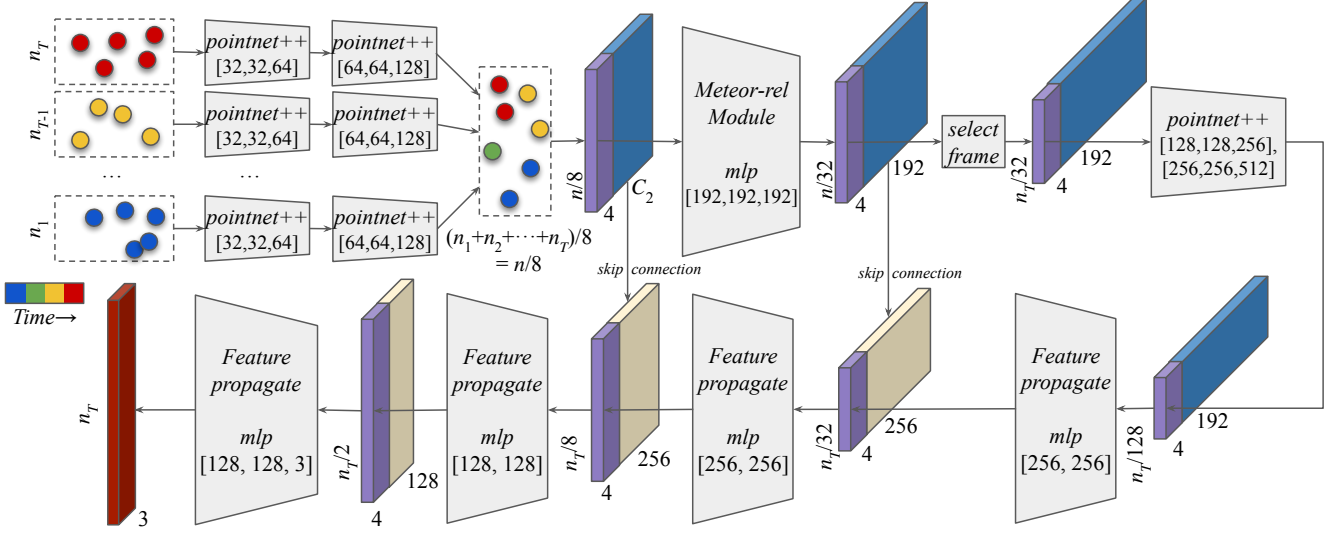 n_T
pointnet++
[32,32,64]
pointnet++
[64,64,128]
n_{T-1}
pointnet++
[32,32,64]
pointnet++
[64,64,128]
...
...
n_1
pointnet++
[32,32,64]
pointnet++
[64,64,128]
(n_1+n_2+⋯+n_T)/8
= n/8
n/8
4
C_2
Meteor-rel
Module
mlp
[192,192,192]
n/32
4
192
select
frame
n_T/32
4
192
pointnet++
[128,128,256],
[256,256,512]
skip connection
skip connection
Time→
n_T
3
Feature
propagate
mlp
[128, 128, 3]
n_T/2
4
128
Feature
propagate
mlp
[128, 128]
n_T/8
4
256
Feature
propagate
mlp
[256, 256]
n_T/32
4
256
Feature
propagate
mlp
[256, 256]
n_T/128
4
192